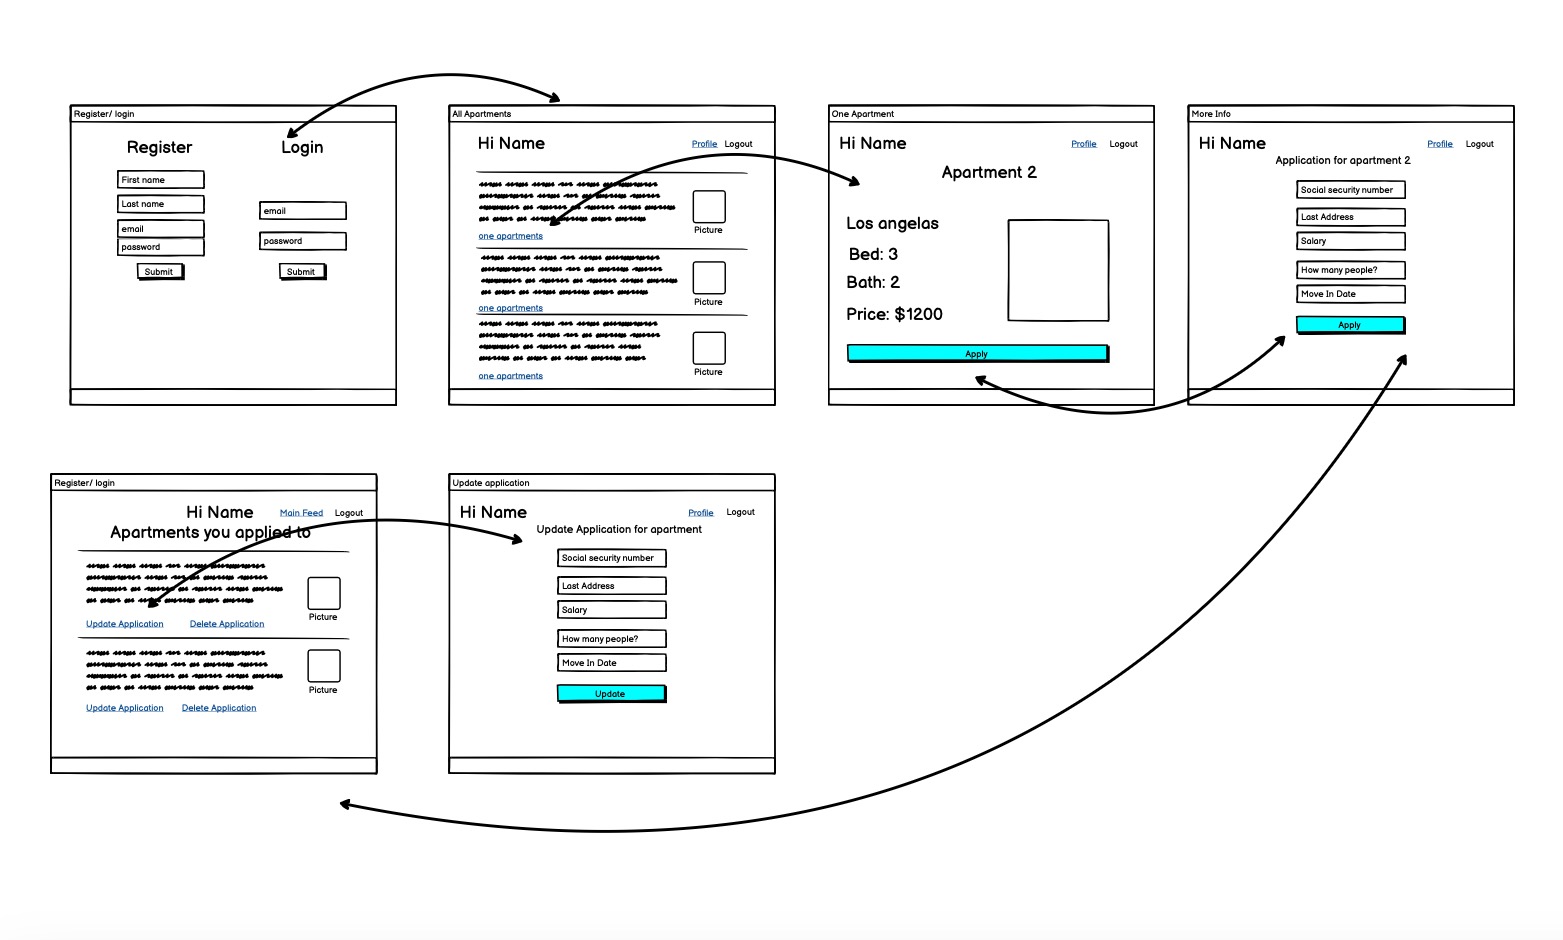 Register/ login
Register
Login
First name
Last name
email
password
Submit
email
password
Submit
All Apartments
Hi Name
Profile
Logout
one apartments
Picture
one apartments
Picture
one apartments
Picture
One Apartment
Hi Name
Profile
Logout
Apartment 2
Los angelas
Bed: 3
Bath: 2
Price: $1200
Apply
More Info
Hi Name
Profile
Logout
Application for apartment 2
Social security number
Last Address
Salary
How many people?
Move In Date
Apply
Register/ login
Hi Name
Main Feed
Logout
Apartments you applied to
Picture
Update Application
Delete Application
Picture
Update Application
Delete Application
Update application
Hi Name
Profile
Logout
Update Application for apartment
Social security number
Last Address
Salary
How many people?
Move In Date
Update